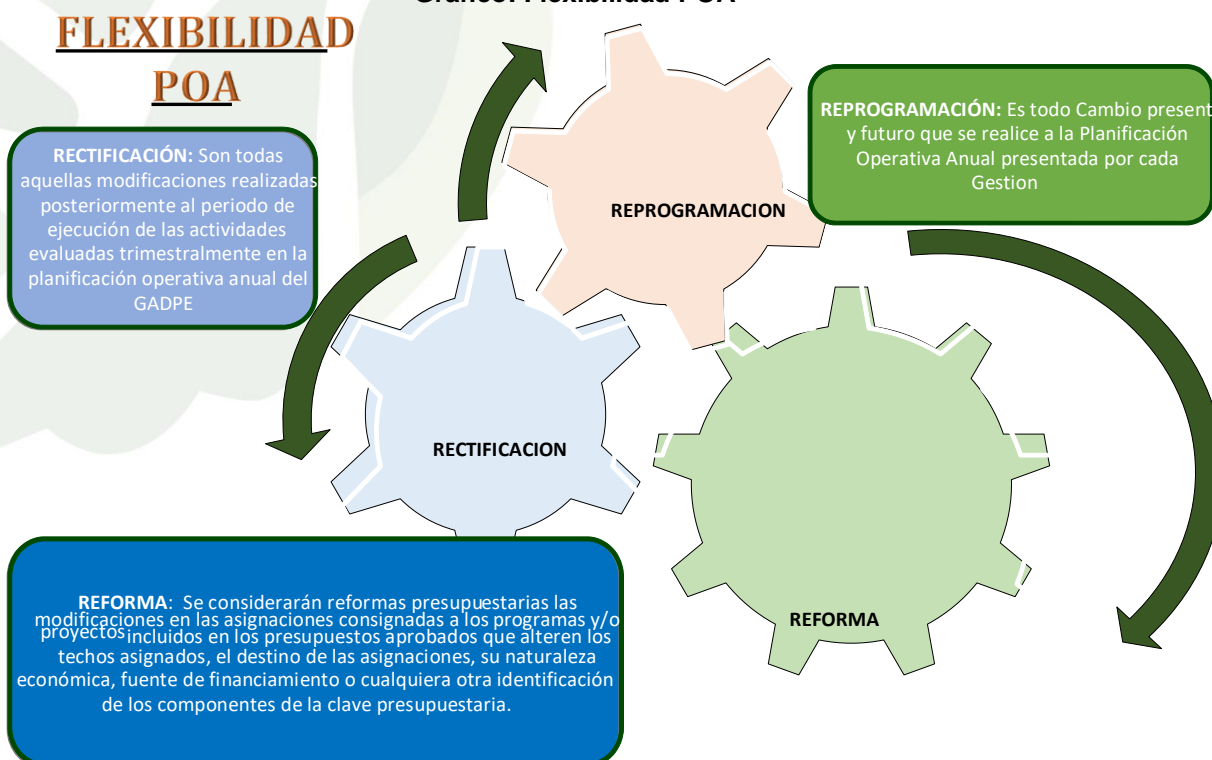 Gráfico: Flexibilidad POA
FLEXIBILIDAD
POA
RECTIFICACIÓN: Son todas
aquellas modificaciones realizadas
posteriormente al periodo de
ejecución de las actividades
evaluadas trimestralmente en la
planificación operativa anual del
GADPE
REPROGRAMACIÓN: Es todo Cambio present
y futuro que se realice a la Planificación
Operativa Anual presentada por cada
Gestion
REPROGRAMACION
RECTIFICACION
REFORMA
REFORMA: Se considerarán reformas presupuestarias las
modificaciones en las asignaciones consignadas a los programas y/o
proyectos incluidos en los presupuestos aprobados que alteren los
techos asignados, el destino de las asignaciones, su naturaleza
económica, fuente de financiamiento o cualquiera otra identificación
de los componentes de la clave presupuestaria.